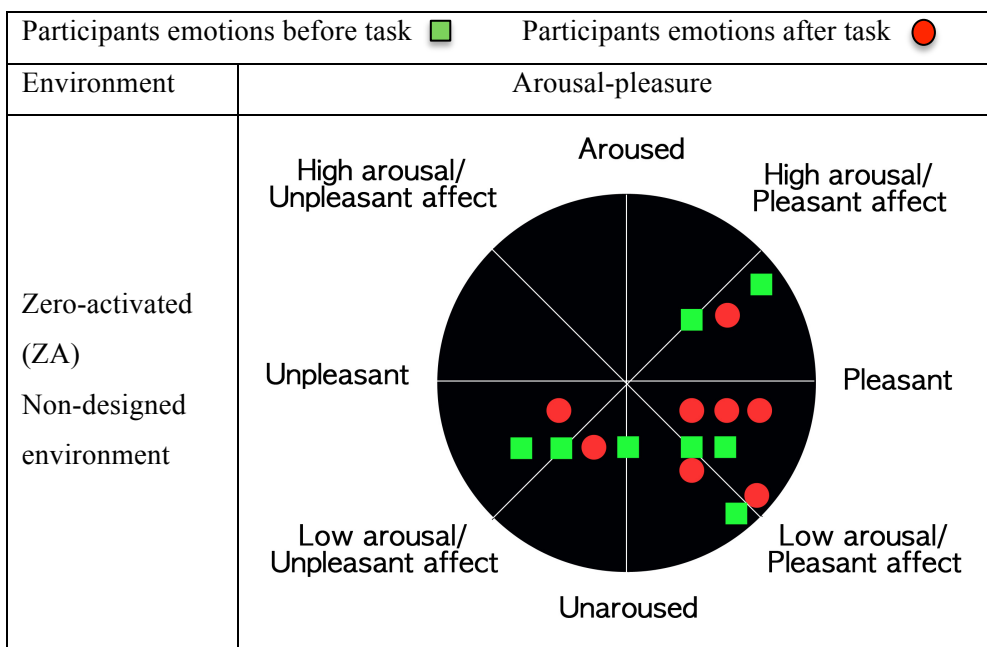 Participants emotions before task
Participants emotions after task
Environment
Arousal-pleasure
Aroused
High arousal/
Unpleasant affect
High arousal/
Pleasant affect
Zero-activated
(ZA)
Non-designed
environment
Unpleasant
Pleasant
Low arousal/
Unpleasant affect
Low arousal/
Pleasant affect
Unaroused